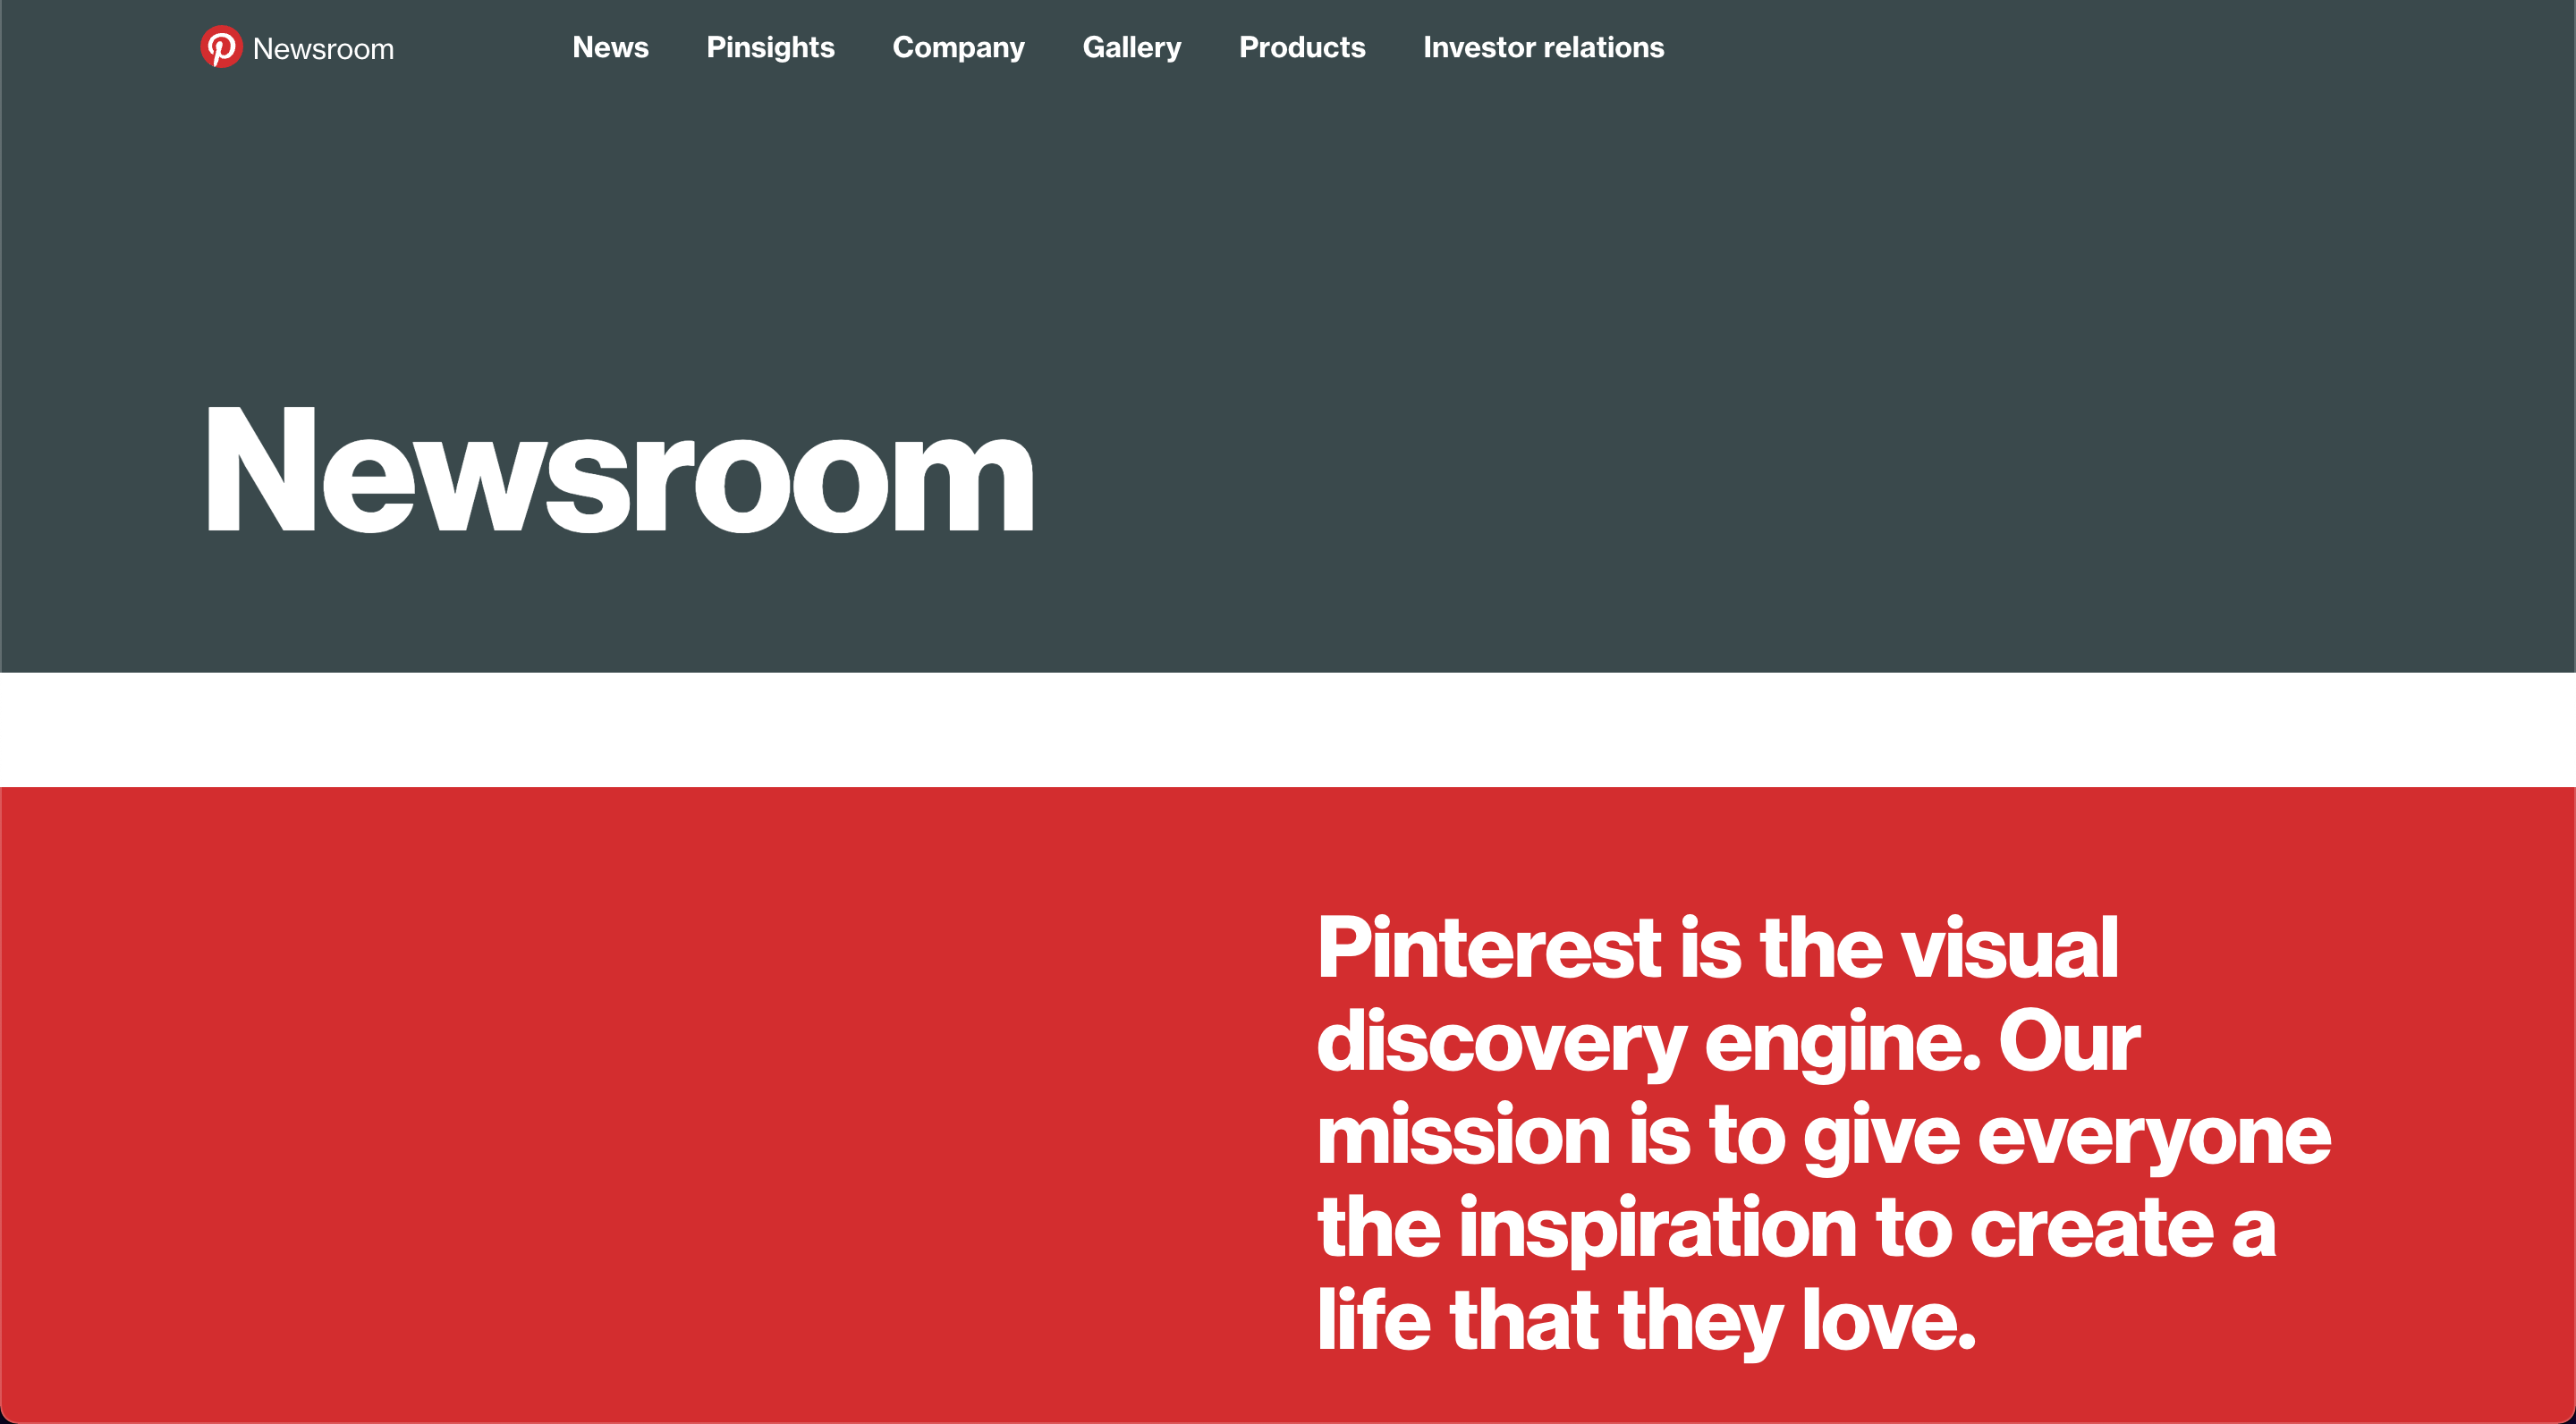 Newsroom
News Pinsights Company Gallery Products Investor relations
Newsroom
Pinterest is the visual
discovery engine. Our
mission is to give everyone
the inspiration to create a
life that they love.